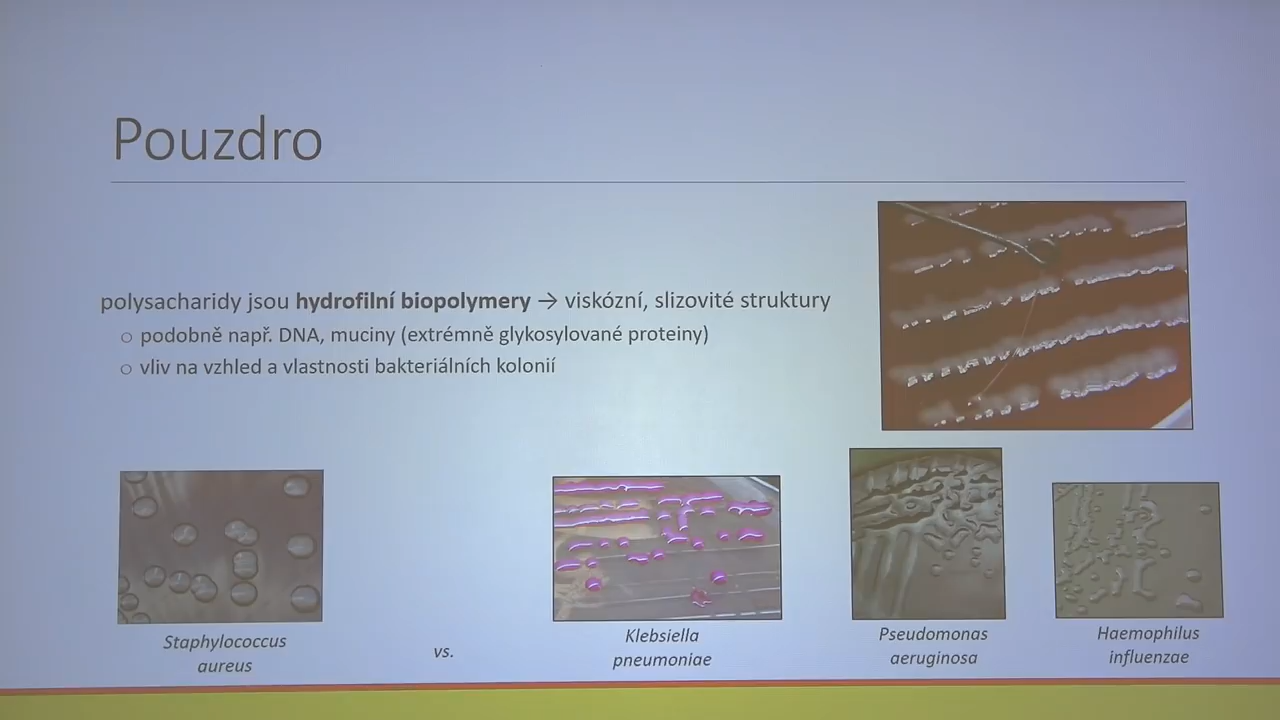 Pouzdro
polysacharidy jsou hydrofilní biopolymery → viskózní, slizovité struktury
○ podobně např. DNA, muciny (extrémně glykosylované proteiny)
○ vliv na vzhled a vlastnosti bakteriálních kolonií
Staphylococcus
aureus
vs.
Klebsiella
pneumoniae
Pseudomonas
aeruginosa
Haemophilus
influenzae